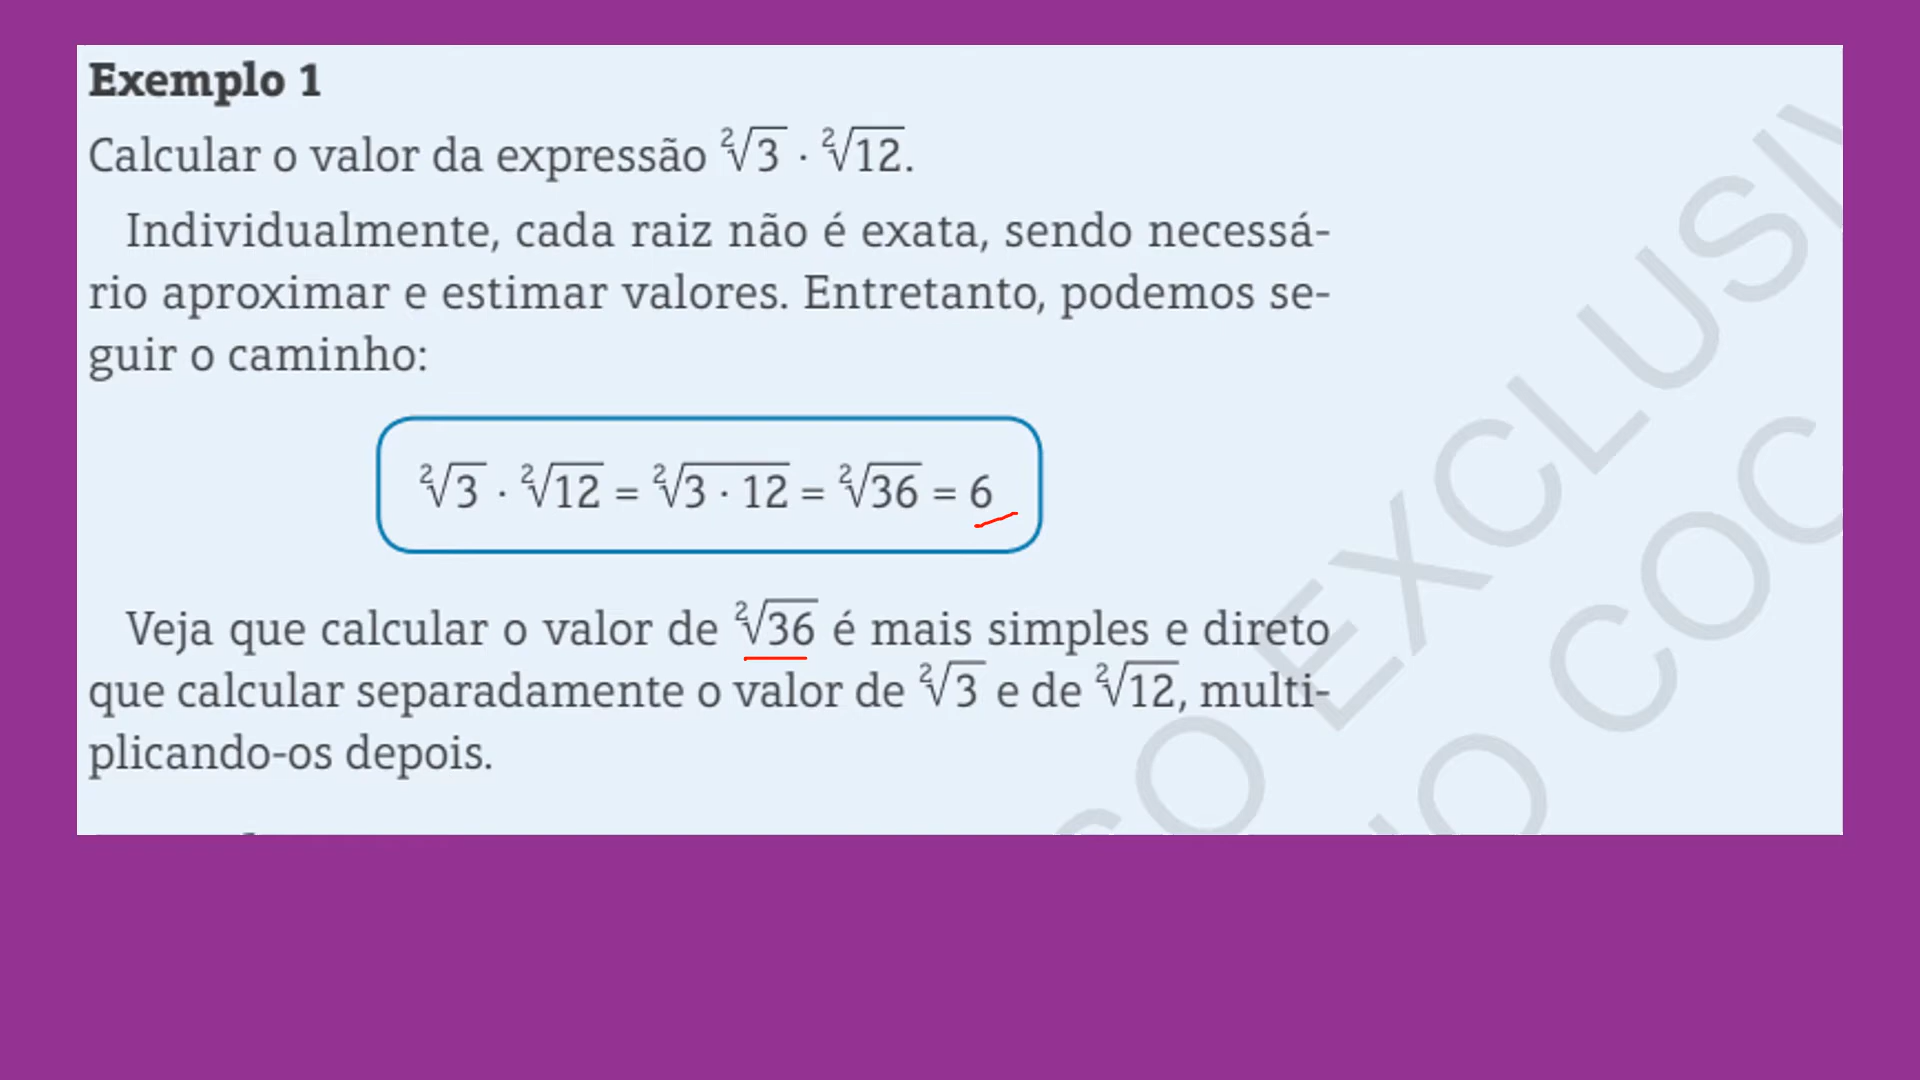 Exemplo 1
Calcular o valor da expressão ²√3 · ²√12.
Individualmente, cada raiz não é exata, sendo necessá-
rio aproximar e estimar valores. Entretanto, podemos se-
guir o caminho:
²√3 · ²√12 = ²√3 · 12 = ²√36 = 6
Veja que calcular o valor de ²√36 é mais simples e direto
que calcular separadamente o valor de ²√3 e de ²√12, multi-
plicando-os depois.